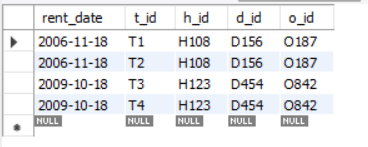 rent_date t_id h_id d_id o_id
2006-11-18 T1 H108 D156 O187
2006-11-18 T2 H108 D156 O187
2009-10-18 T3 H123 D454 O842
2009-10-18 T4 H123 D454 O842
NULL NULL NULL NULL NULL